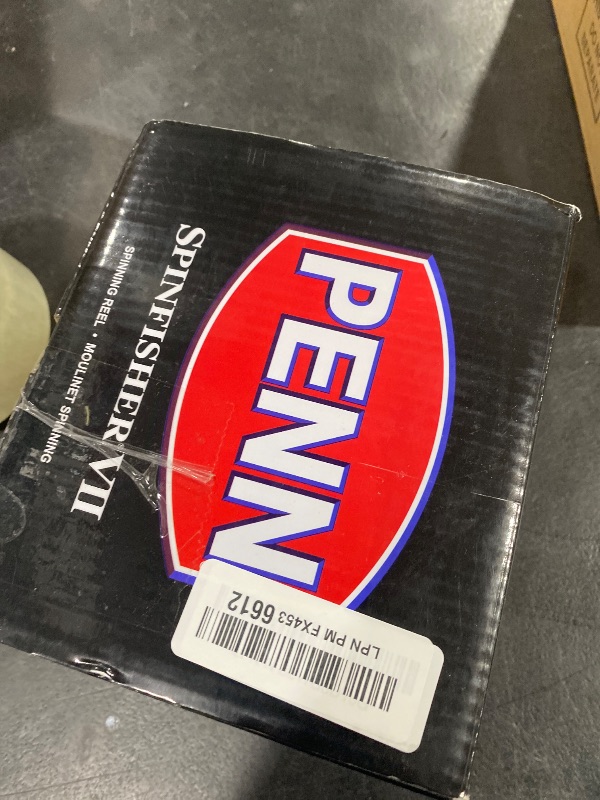 PENN
SPINFISHER VII
SPINNING REEL • MOULINET SPINNING
LPN PM FX453 6612